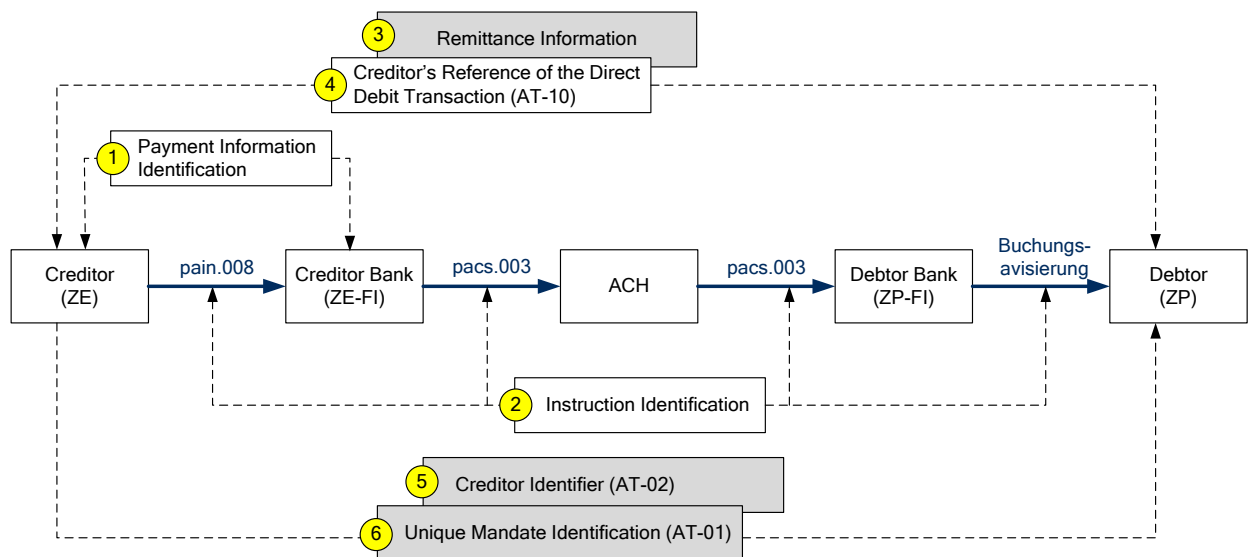 3
Remittance Information
4
Creditor's Reference of the Direct
Debit Transaction (AT-10)
1
Payment Information
Identification
Creditor
(ZE)
pain.008
Creditor Bank
(ZE-FI)
pacs.003
ACH
pacs.003
Debtor Bank
(ZP-FI)
Buchungs-
avisierung
Debtor
(ZP)
2
Instruction Identification
5
Creditor Identifier (AT-02)
6
Unique Mandate Identification (AT-01)